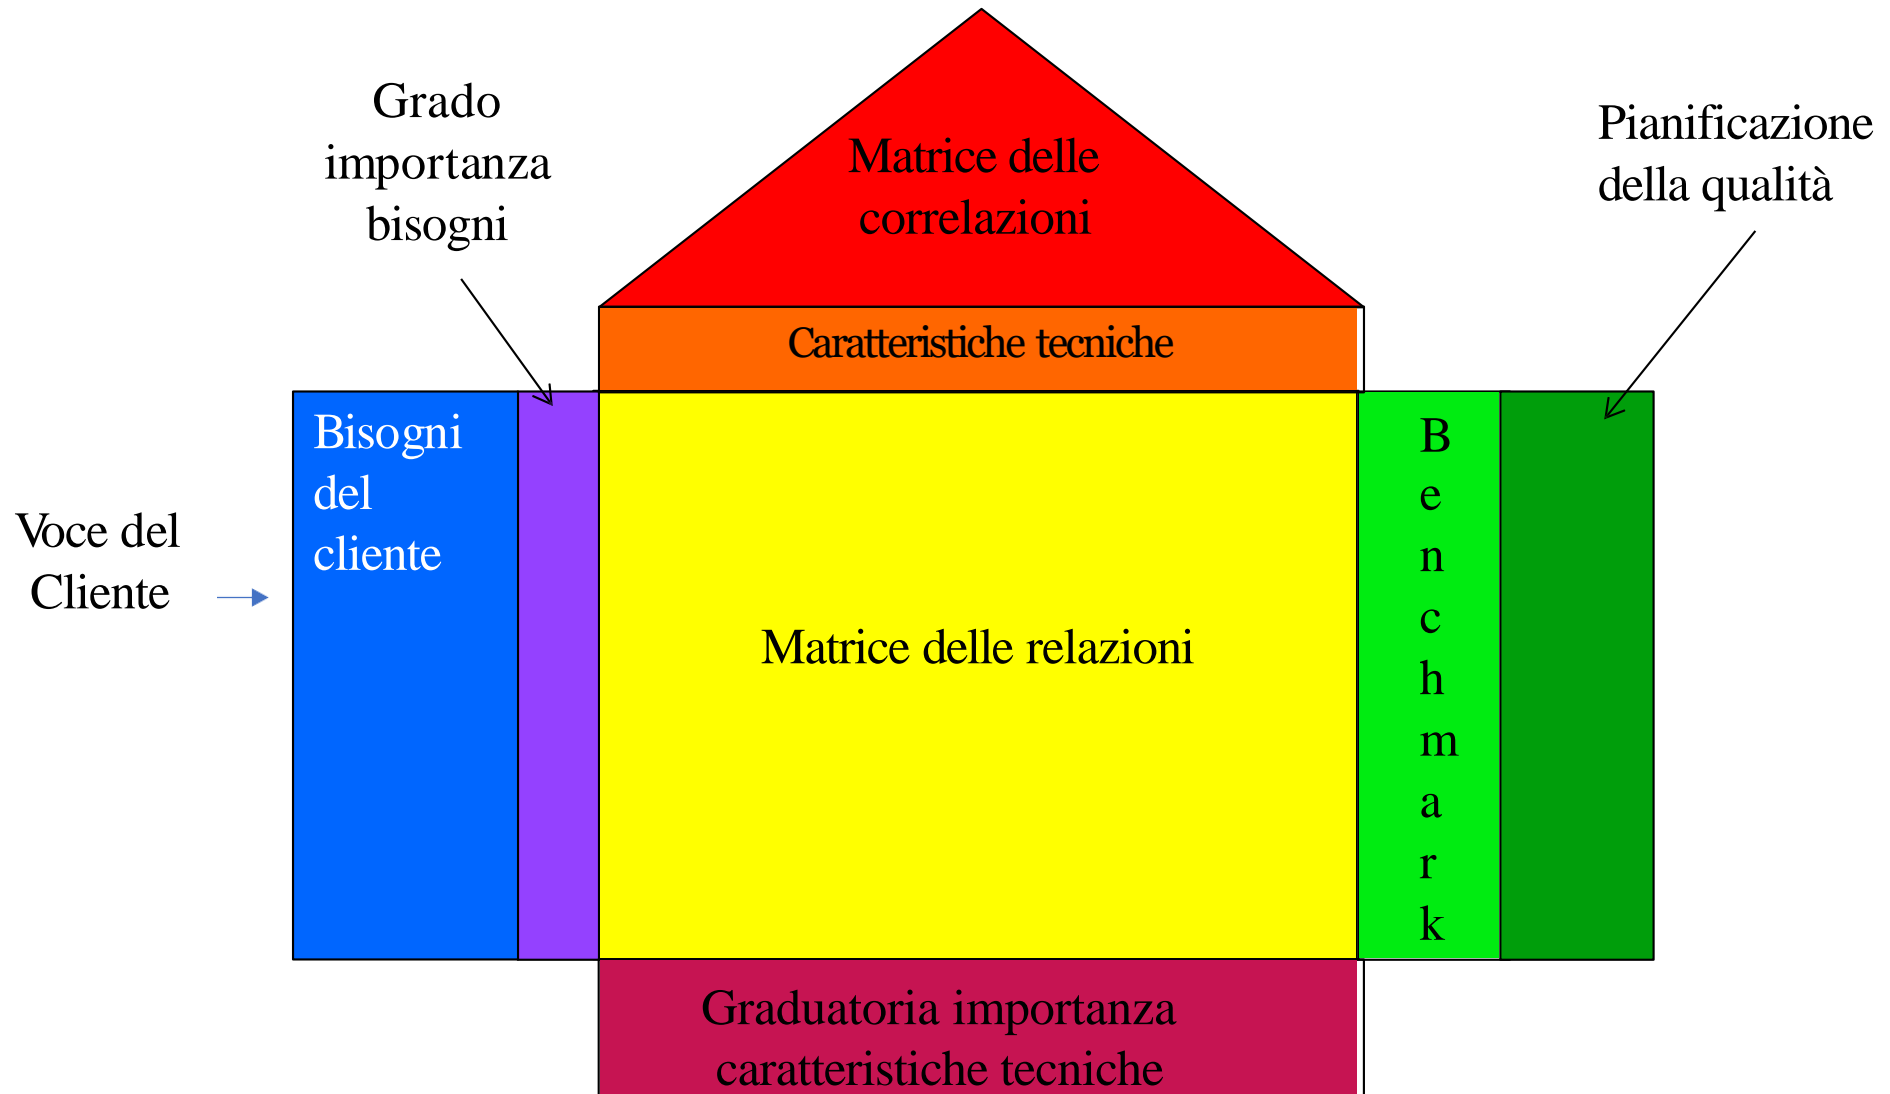 Grado
importanza
bisogni
Matrice delle
correlazioni
Pianificazione
della qualità
Caratteristiche tecniche
Voce del
Cliente
Bisogni
del
cliente
Matrice delle relazioni
B
e
n
c
h
m
a
r
k
Graduatoria importanza
caratteristiche tecniche